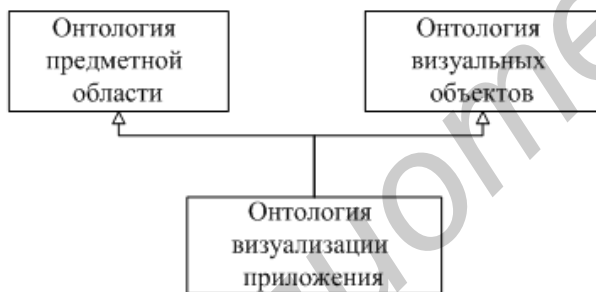 Онтология
предметной
области
Онтология
визуальных
объектов
Онтология
визуализации
приложения